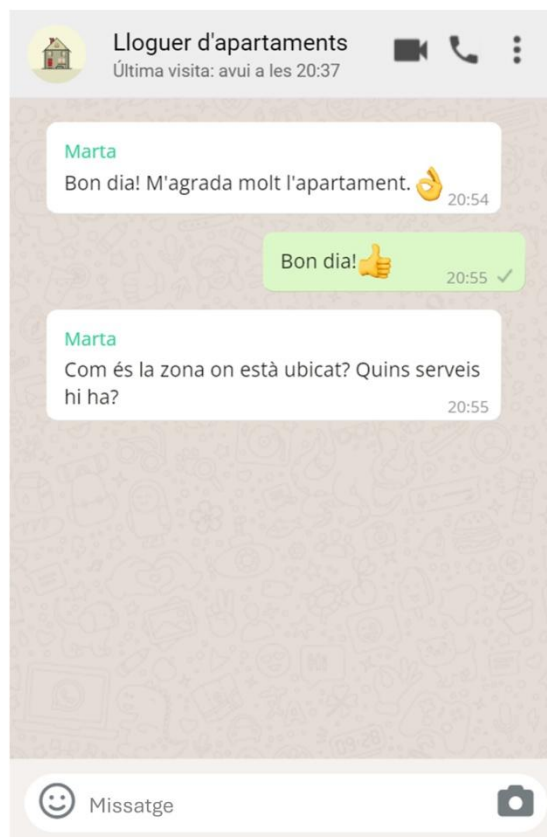 Lloguer d'apartaments
Última visita: avui a les 20:37
Marta
Bon dia! M'agrada molt l'apartament.👌
20:54
Bon dia!👍
20:55
Marta
Com és la zona on està ubicat? Quins serveis
hi ha?
20:55
Missatge